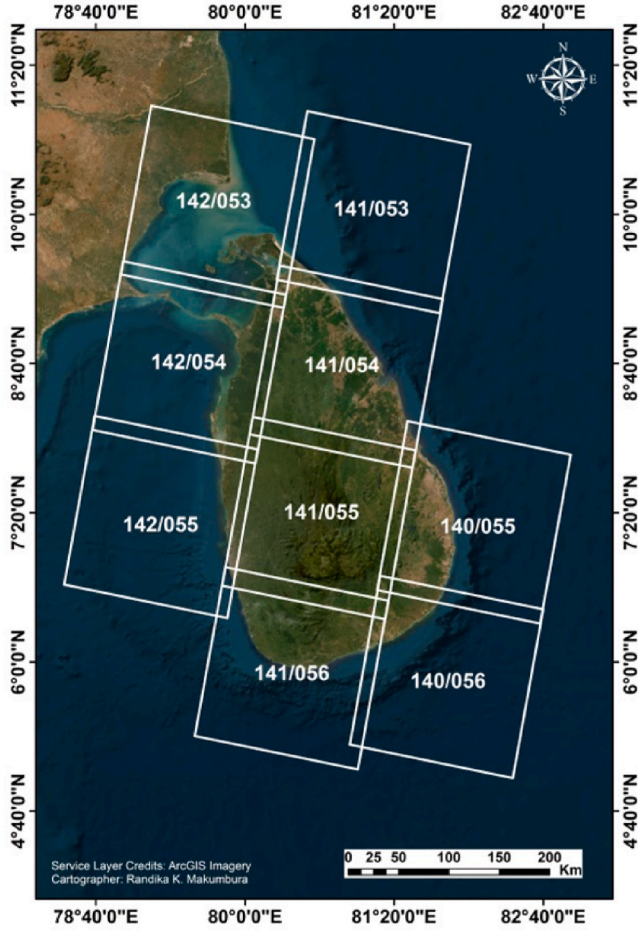 78°40'0"E 80°0'0"E 81°20'0"E 82°40'0"E
N
W E
S
11°20'0"N 11°20'0"N
142/053 141/053
10°0'0"N 10°0'0"N
142/054 141/054
8°40'0"N 8°40'0"N
142/055 141/055 140/055
7°20'0"N 7°20'0"N
141/056 140/056
6°0'0"N 6°0'0"N
4°40'0"N 4°40'0"N
Service Layer Credits: ArcGIS Imagery
Cartographer: Randika K. Makumbura
0 25 50 100 150 200
Km
78°40'0"E 80°0'0"E 81°20'0"E 82°40'0"E